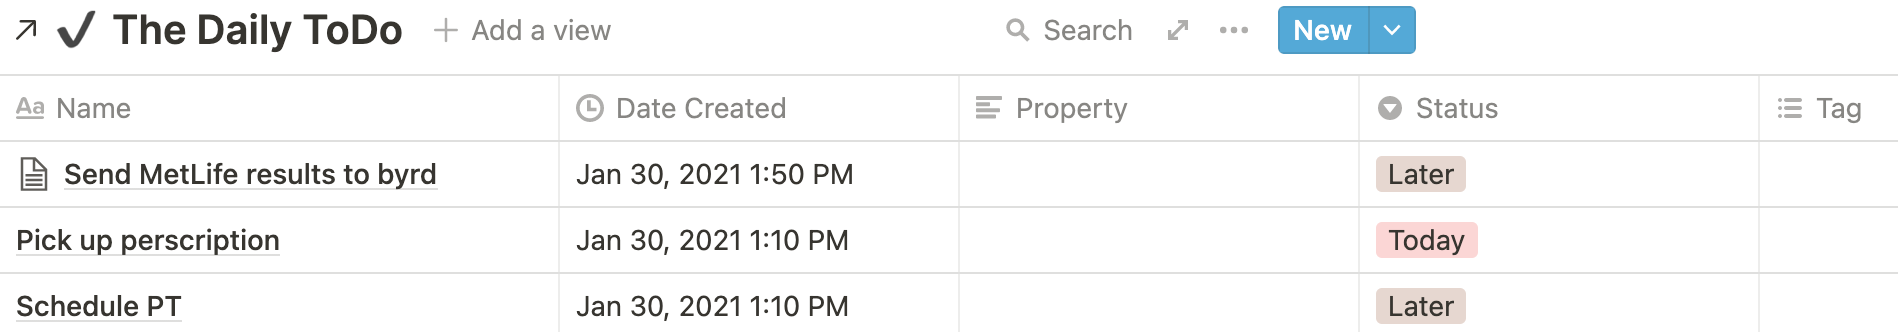 The Daily ToDo + Add a view Search ••• New
Aa Name Date Created Property Status Tag
Send MetLife results to byrd Jan 30, 2021 1:50 PM Later
Pick up perscription Jan 30, 2021 1:10 PM Today
Schedule PT Jan 30, 2021 1:10 PM Later